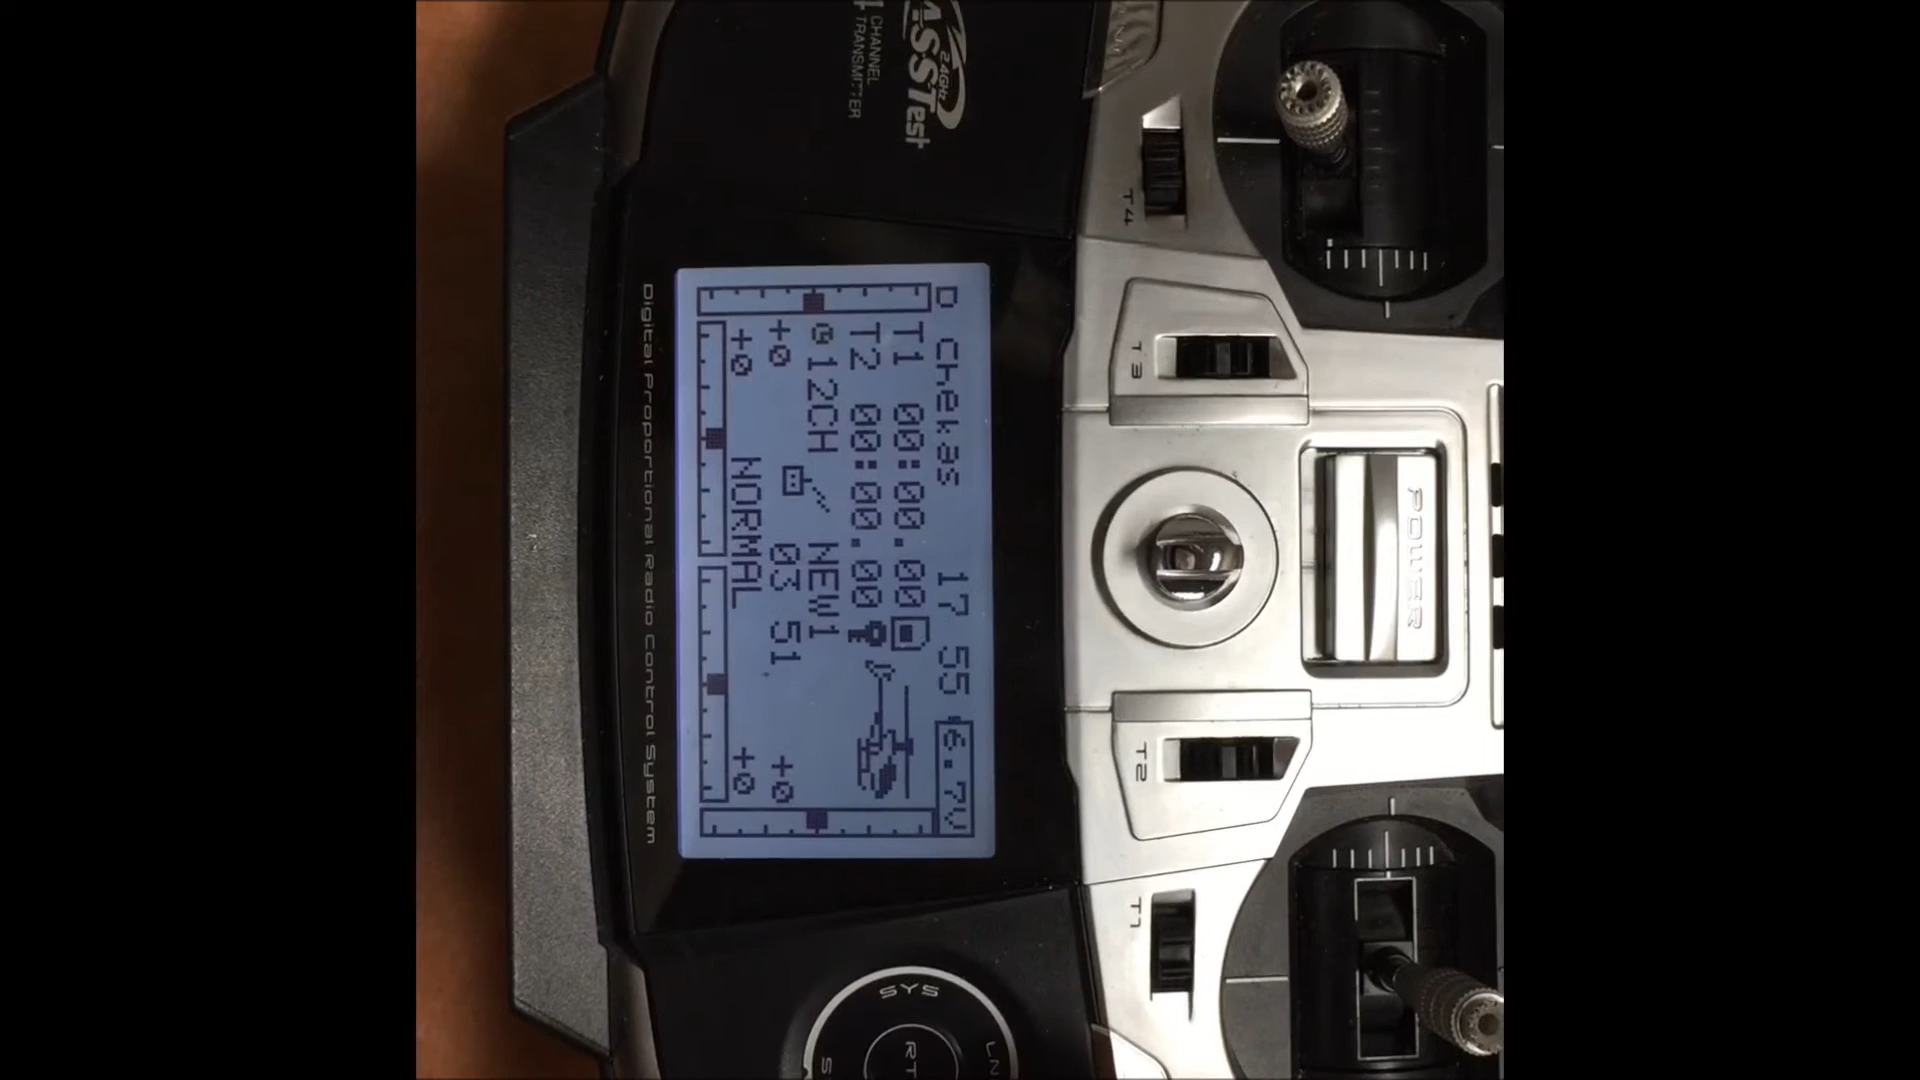 2.4GHz
FASSTest
CHANNEL
TRANSMITTER
D Chekas 17 55 6.7V
T1 00:00.00
T2 00:00.00
12CH NEW1
+0 03 51 +0
+0 NORMAL +0
Digital Proportional Radio Control System
T4
T3
POWER
T2
T1
SYS
LN
RT
S